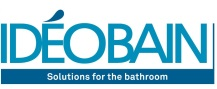 IDÉOBAIN
Solutions for the bathroom